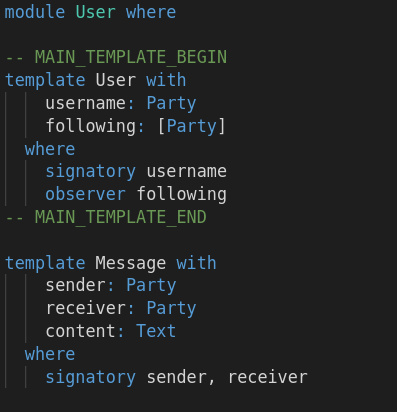 module User where
-- MAIN_TEMPLATE_BEGIN
template User with
username: Party
following: [Party]
where
signatory username
observer following
-- MAIN_TEMPLATE_END
template Message with
sender: Party
receiver: Party
content: Text
where
signatory sender, receiver